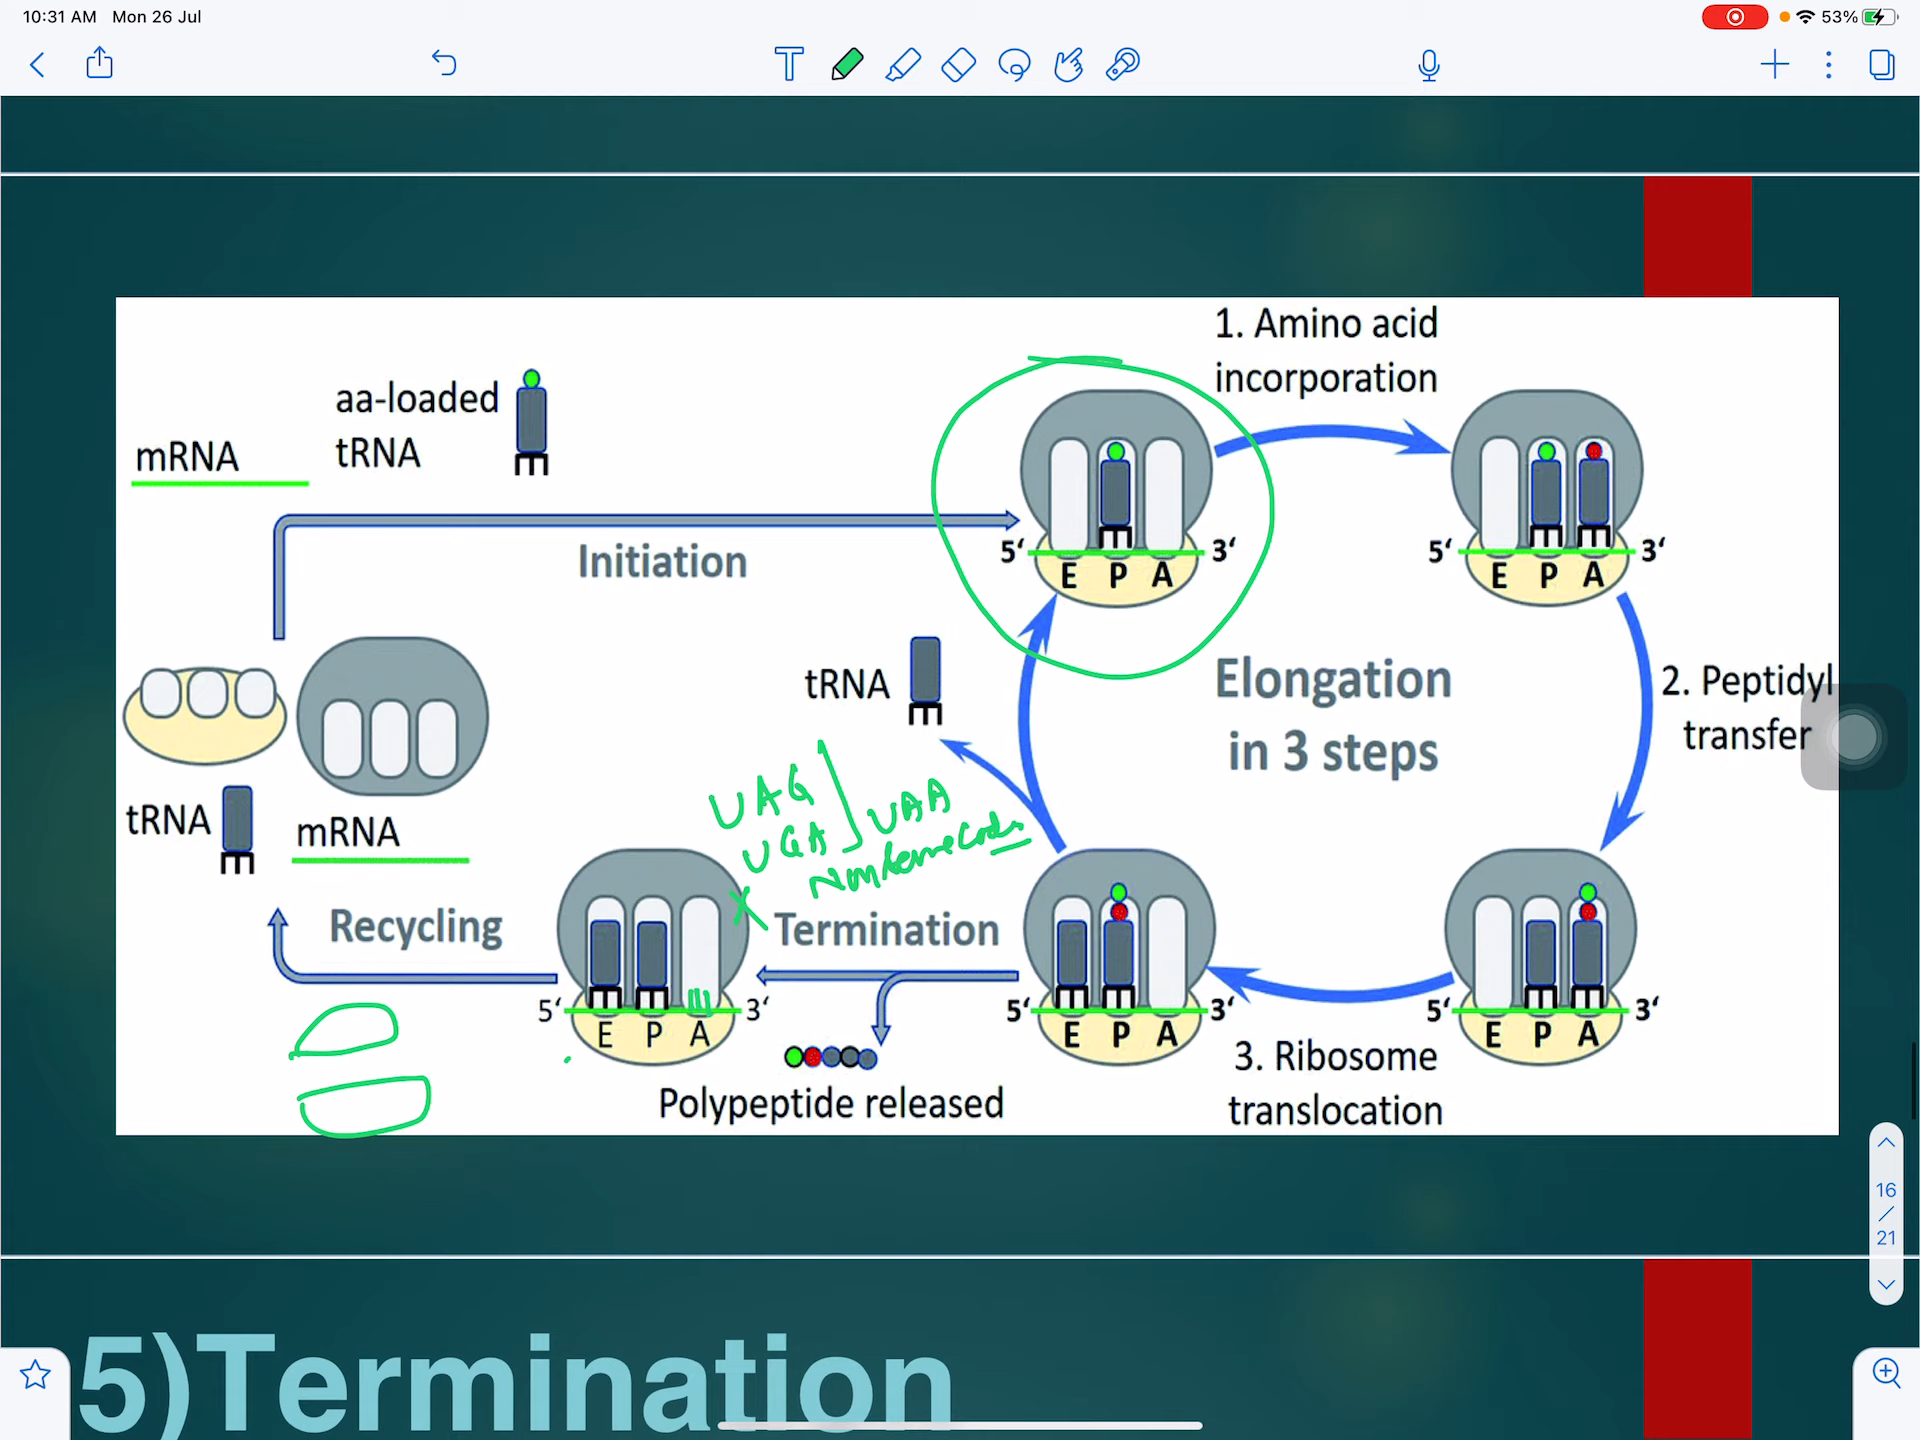 10:31 AM Mon 26 Jul
53%
T
1. Amino acid
incorporation
aa-loaded
tRNA
mRNA
Initiation
5‘ 3‘
E P A
5‘ 3‘
E P A
tRNA
Elongation
in 3 steps
2. Peptidyl
transfer
tRNA
mRNA
UAG
UGA
UAA
Recycling
Termination
5‘ 3‘
E P A
5‘ 3‘
E P A
5‘ 3‘
E P A
Polypeptide released
3. Ribosome
translocation
16
/
21
5)Termination